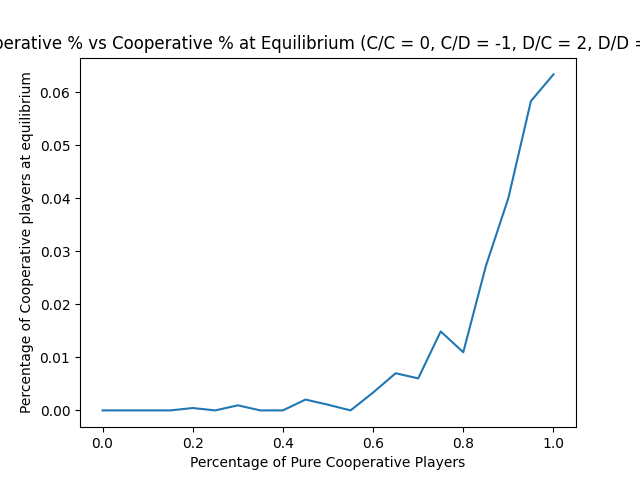 perative % vs Cooperative % at Equilibrium (C/C = 0, C/D = -1, D/C = 2, D/D =
Percentage of Cooperative players at equilibrium
0.06
0.05
0.04
0.03
0.02
0.01
0.00
0.0 0.2 0.4 0.6 0.8 1.0
Percentage of Pure Cooperative Players